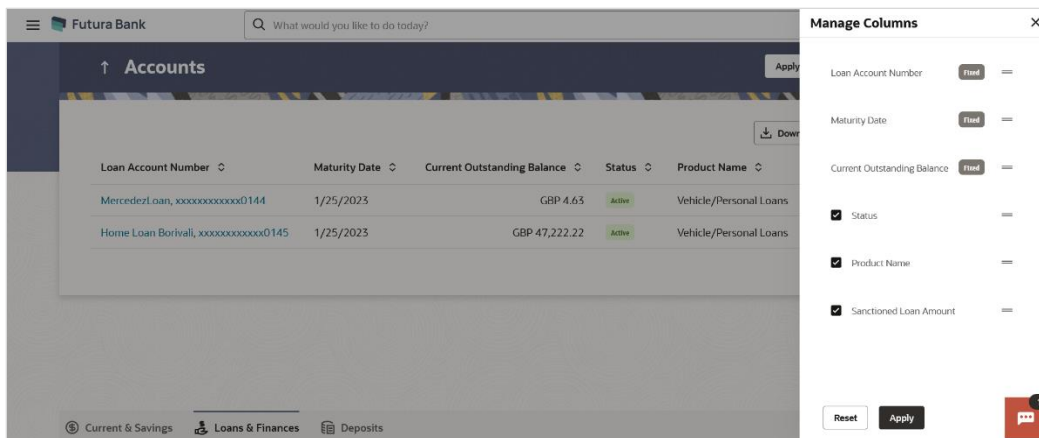 Futura Bank
What would you like to do today?
Manage Columns
Accounts
Apply
Loan Account Number
Fixed
Maturity Date
Fixed
Current Outstanding Balance
Fixed
Status
Product Name
Sanctioned Loan Amount
Reset
Apply
Loan Account Number
Maturity Date
Current Outstanding Balance
Status
Product Name
MercedezLoan, xxxxxxxxxxxx0144
1/25/2023
GBP 4.63
Active
Vehicle/Personal Loans
Home Loan Borivali, xxxxxxxxxxxx0145
1/25/2023
GBP 47,222.22
Active
Vehicle/Personal Loans
Current & Savings
Loans & Finances
Deposits